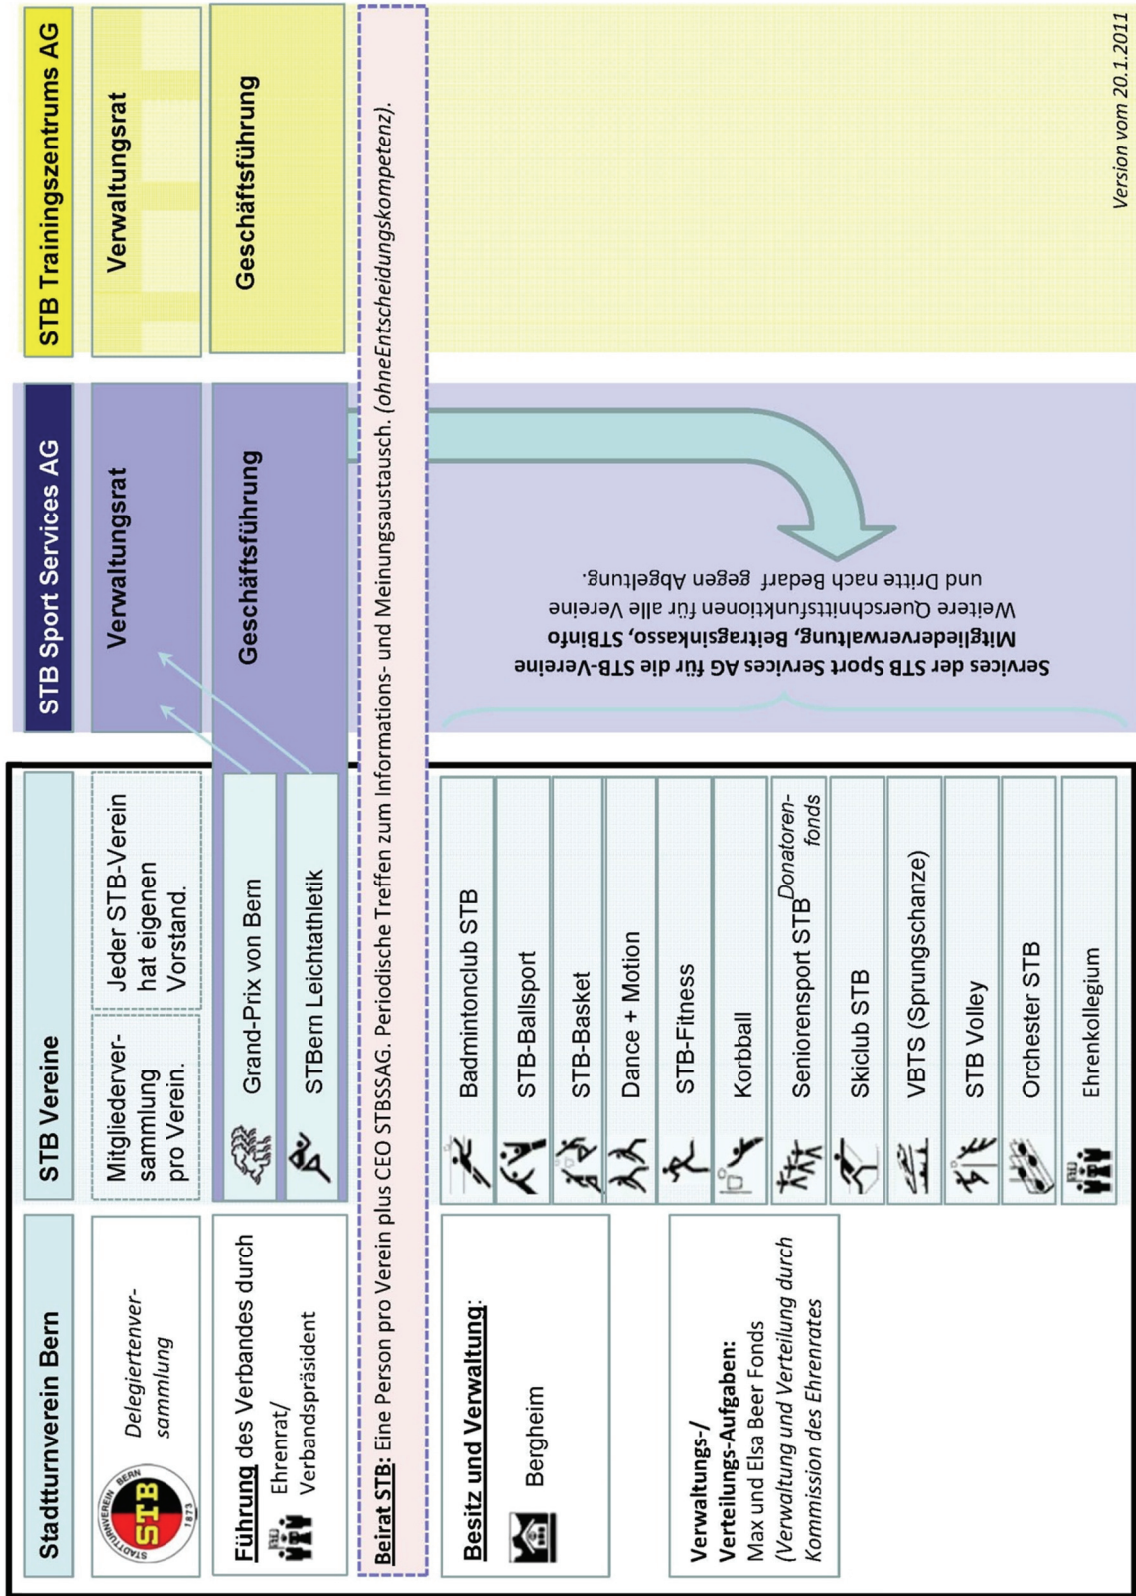 Stadtturnverein Bern
STB Vereine
STB Sport Services AG
STB Trainingszentrums AG
STADTTURNVEREIN BERN
STB
1873
Delegiertenver-
sammlung
Mitgliederver-
sammlung
pro Verein.
Jeder STB-Verein
hat eigenen
Vorstand.
Verwaltungsrat
Verwaltungsrat
Führung des Verbandes durch
Ehrenrat/
Verbandspräsident
Grand-Prix von Bern
STBern Leichtathletik
Geschäftsführung
Geschäftsführung
Beirat STB: Eine Person pro Verein plus CEO STBSSAG. Periodische Treffen zum Informations- und Meinungsaustausch. (ohneEntscheidungskompetenz).
Besitz und Verwaltung:
Bergheim
Verwaltungs-/
Verteilungs-Aufgaben:
Max und Elsa Beer Fonds
(Verwaltung und Verteilung durch
Kommission des Ehrenrates
Badmintonclub STB
STB-Ballsport
STB-Basket
Dance + Motion
STB-Fitness
Korbball
Seniorensport STB
Donatoren-
fonds
Skiclub STB
VBTS (Sprungschanze)
STB Volley
Orchester STB
Ehrenkollegium
Services der STB Sport Services AG für die STB-Vereine
Mitgliederverwaltung, Beitragsinkasso, STBinfo
Weitere Querschnittsfunktionen für alle Vereine
und Dritte nach Bedarf gegen Abgeltung.
Version vom 20.1.2011